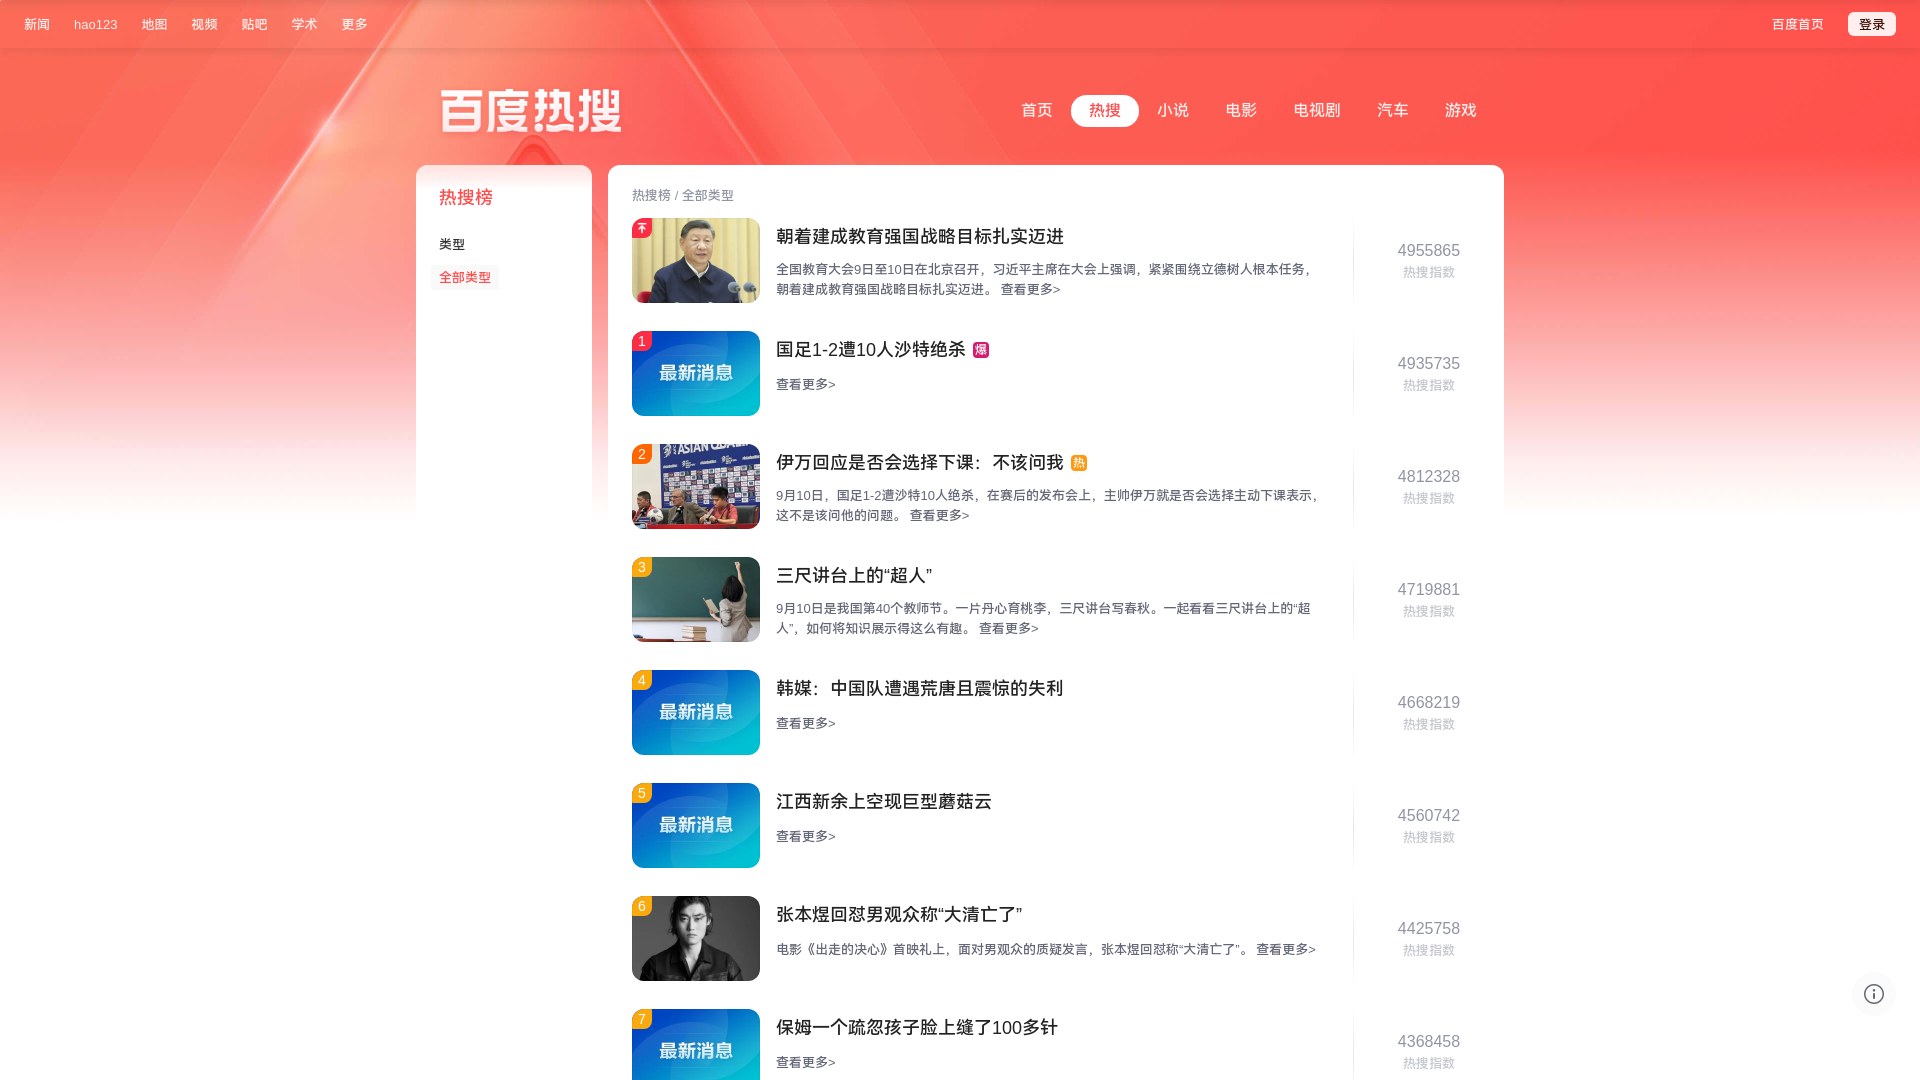 新闻 hao123 地图 视频 贴吧 学术 更多 百度首页 登录
百度热搜
首页 热搜 小说 电影 电视剧 汽车 游戏
热搜榜
类型
全部类型
热搜榜 / 全部类型
朝着建成教育强国战略目标扎实迈进
全国教育大会9日至10日在北京召开，习近平主席在大会上强调，紧紧围绕立德树人根本任务，
朝着建成教育强国战略目标扎实迈进。 查看更多>
4955865
热搜指数
1
最新消息
国足1-2遭10人沙特绝杀 爆
查看更多>
4935735
热搜指数
2
ASIAN QUAL
伊万回应是否会选择下课：不该问我 热
9月10日，国足1-2遭沙特10人绝杀，在赛后的发布会上，主帅伊万就是否会选择主动下课表示，
这不是该问他的问题。 查看更多>
4812328
热搜指数
3
三尺讲台上的“超人”
9月10日是我国第40个教师节。一片丹心育桃李，三尺讲台写春秋。一起看看三尺讲台上的“超
人”，如何将知识展示得这么有趣。 查看更多>
4719881
热搜指数
4
最新消息
韩媒：中国队遭遇荒唐且震惊的失利
查看更多>
4668219
热搜指数
5
最新消息
江西新余上空现巨型蘑菇云
查看更多>
4560742
热搜指数
6
张本煜回怼男观众称“大清亡了”
电影《出走的决心》首映礼上，面对男观众的质疑发言，张本煜回怼称“大清亡了”。 查看更多>
4425758
热搜指数
7
最新消息
保姆一个疏忽孩子脸上缝了100多针
查看更多>
4368458
热搜指数